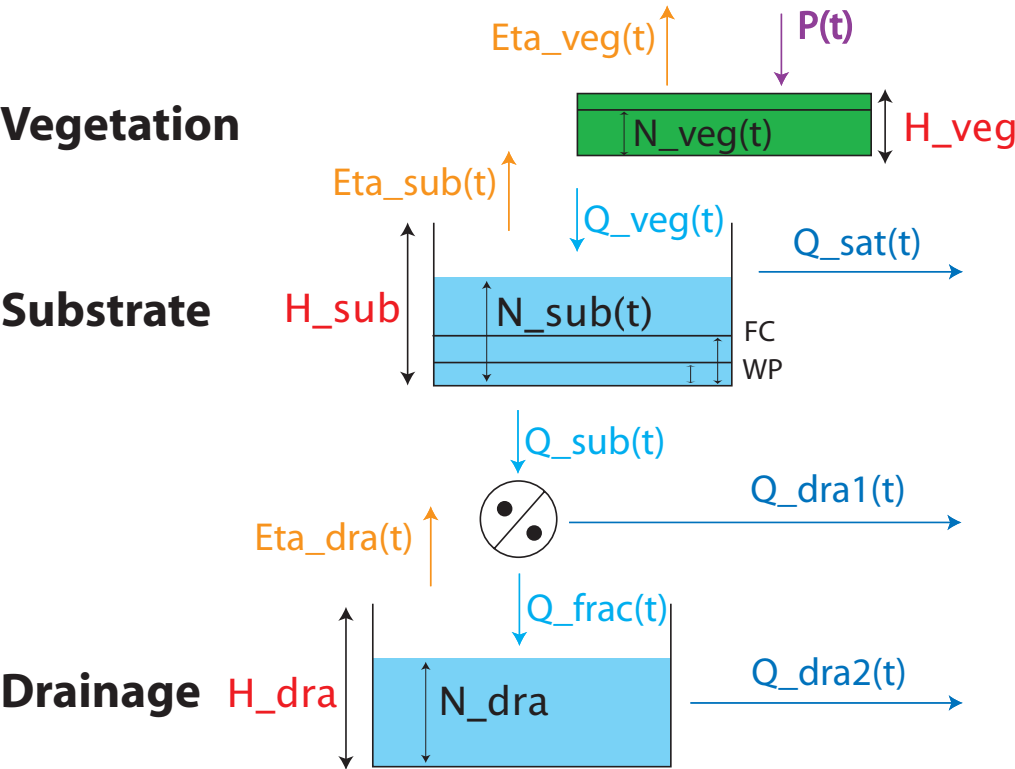 Eta_veg(t)
P(t)
Vegetation
N_veg(t)
H_veg
Eta_sub(t)
Q_veg(t)
Q_sat(t)
Substrate
H_sub
N_sub(t)
FC
WP
Q_sub(t)
Q_dra1(t)
Eta_dra(t)
Q_frac(t)
Drainage
H_dra
N_dra
Q_dra2(t)